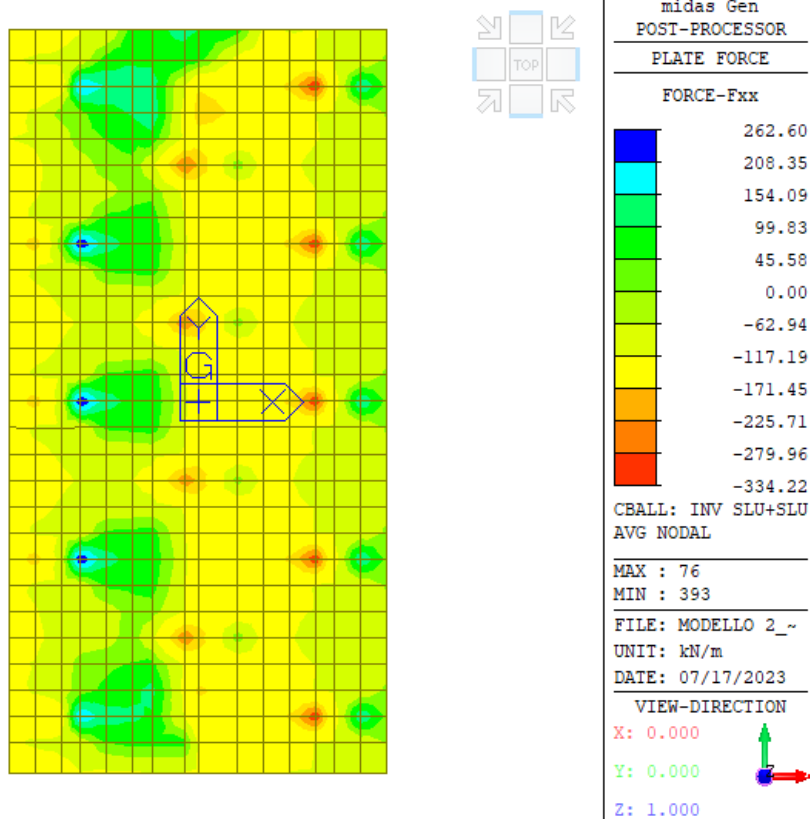 midas Gen
POST-PROCESSOR
PLATE FORCE
FORCE-Fxx
262.60
208.35
154.09
99.83
45.58
0.00
-62.94
-117.19
-171.45
-225.71
-279.96
-334.22
CBALL: INV SLU+SLU
AVG NODAL
MAX : 76
MIN : 393
FILE: MODELLO 2_~
UNIT: kN/m
DATE: 07/17/2023
VIEW-DIRECTION
X: 0.000
Y: 0.000
Z: 1.000
Z
TOP
Y
G
X